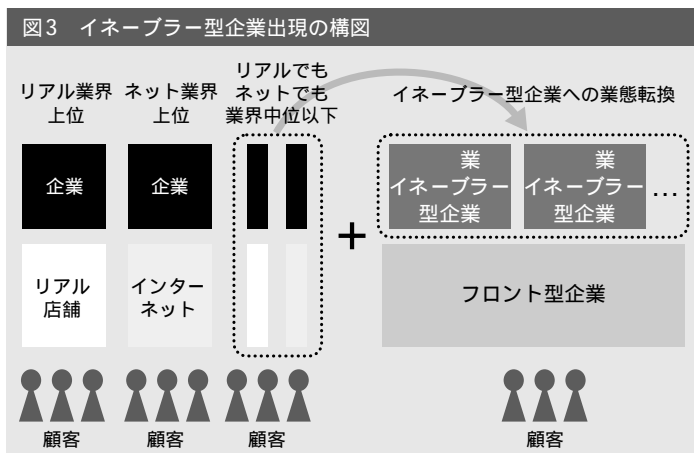 図3 イネーブラー型企業出現の構図
リアル業界
上位
ネット業界
上位
リアルでも
ネットでも
業界中位以下
イネーブラー型企業への業態転換
企業
企業
業
イネーブラー
型企業
業
イネーブラー
型企業
…
+
リアル
店舗
インター
ネット
フロント型企業
顧客
顧客
顧客
顧客